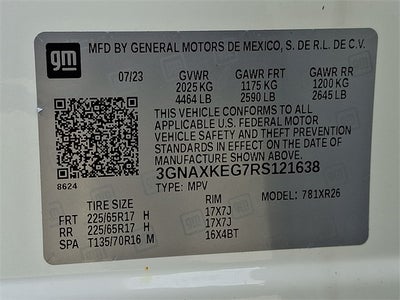 gm
MFD BY GENERAL MOTORS DE MEXICO, S. DE R.L. DE C.V.
07/23 GVWR GAWR FRT GAWR RR
2025 KG 1175 KG 1200 KG
4464 LB 2590 LB 2645 LB
THIS VEHICLE CONFORMS TO ALL
APPLICABLE U.S. FEDERAL MOTOR
VEHICLE SAFETY AND THEFT PREVENTION
STANDARDS IN EFFECT ON THE DATE OF
MANUFACTURE SHOWN ABOVE.
3GNAXKEG7RS121638
8624 TYPE: MPV MODEL: 781XR26
TIRE SIZE RIM
FRT 225/65R17 H 17X7J
RR 225/65R17 H 17X7J
SPA T135/70R16 M 16X4BT